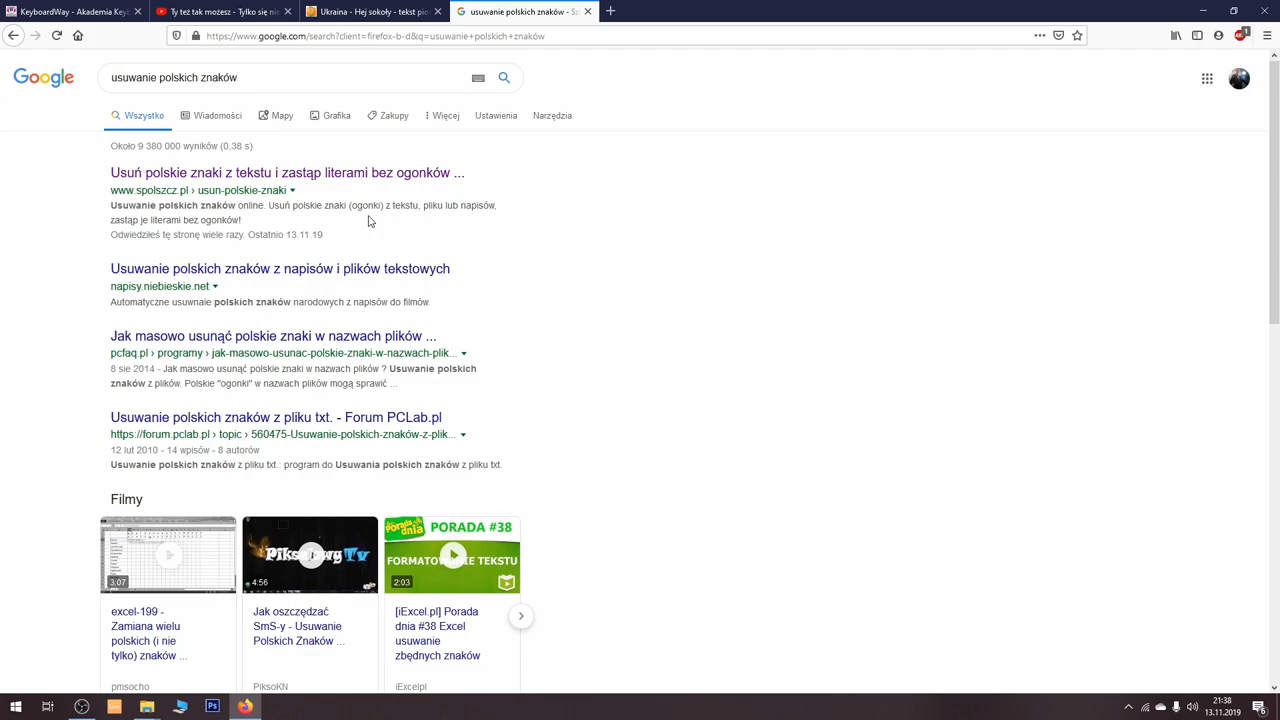 KeyboardWay - Akademia Key
Ty też tak możesz - Tylko się nie
Ukraina - Hej sokoły - tekst pios
usuwanie polskich znaków - Sz
https://www.google.com/search?client=firefox-b-d&q=usuwanie+polskich+znaków
Google
usuwanie polskich znaków
Wszystko Wiadomości Mapy Grafika Zakupy Więcej Ustawienia Narzędzia
Około 9 380 000 wyników (0,38 s)
Usuń polskie znaki z tekstu i zastąp literami bez ogonków ...
www.spolszcz.pl › usun-polskie-znaki
Usuwanie polskich znaków online. Usuń polskie znaki (ogonki) z tekstu, pliku lub napisów,
zastąp je literami bez ogonków!
Odwiedziłeś tę stronę wiele razy. Ostatnio 13.11.19
Usuwanie polskich znaków z napisów i plików tekstowych
napisy.niebieskie.net
Automatyczne usuwnaie polskich znaków narodowych z napisów do filmów.
Jak masowo usunąć polskie znaki w nazwach plików ...
pcfaq.pl › programy › jak-masowo-usunac-polskie-znaki-w-nazwach-plik...
8 sie 2014 - Jak masowo usunąć polskie znaki w nazwach plików ? Usuwanie polskich
znaków z plików. Polskie "ogonki" w nazwach plików mogą sprawić ...
Usuwanie polskich znaków z pliku txt. - Forum PCLab.pl
https://forum.pclab.pl › topic › 560475-Usuwanie-polskich-znaków-z-plik...
12 lut 2010 - 14 wpisów - 8 autorów
Usuwanie polskich znaków z pliku txt.: program do Usuwania polskich znaków z pliku txt.
Filmy
3:07
PikselowyTv
4:56
Porada dnia
PORADA #38
FORMATOWANIE TEKSTU
2:03
excel-199 -
Zamiana wielu
polskich (i nie
tylko) znaków ...
pmsocho
Jak oszczędzać
SmS-y - Usuwanie
Polskich Znaków ...
PiksoKN
[iExcel.pl] Porada
dnia #38 Excel
usuwanie
zbędnych znaków
iExcelpl
Ps
21:38
13.11.2019
6